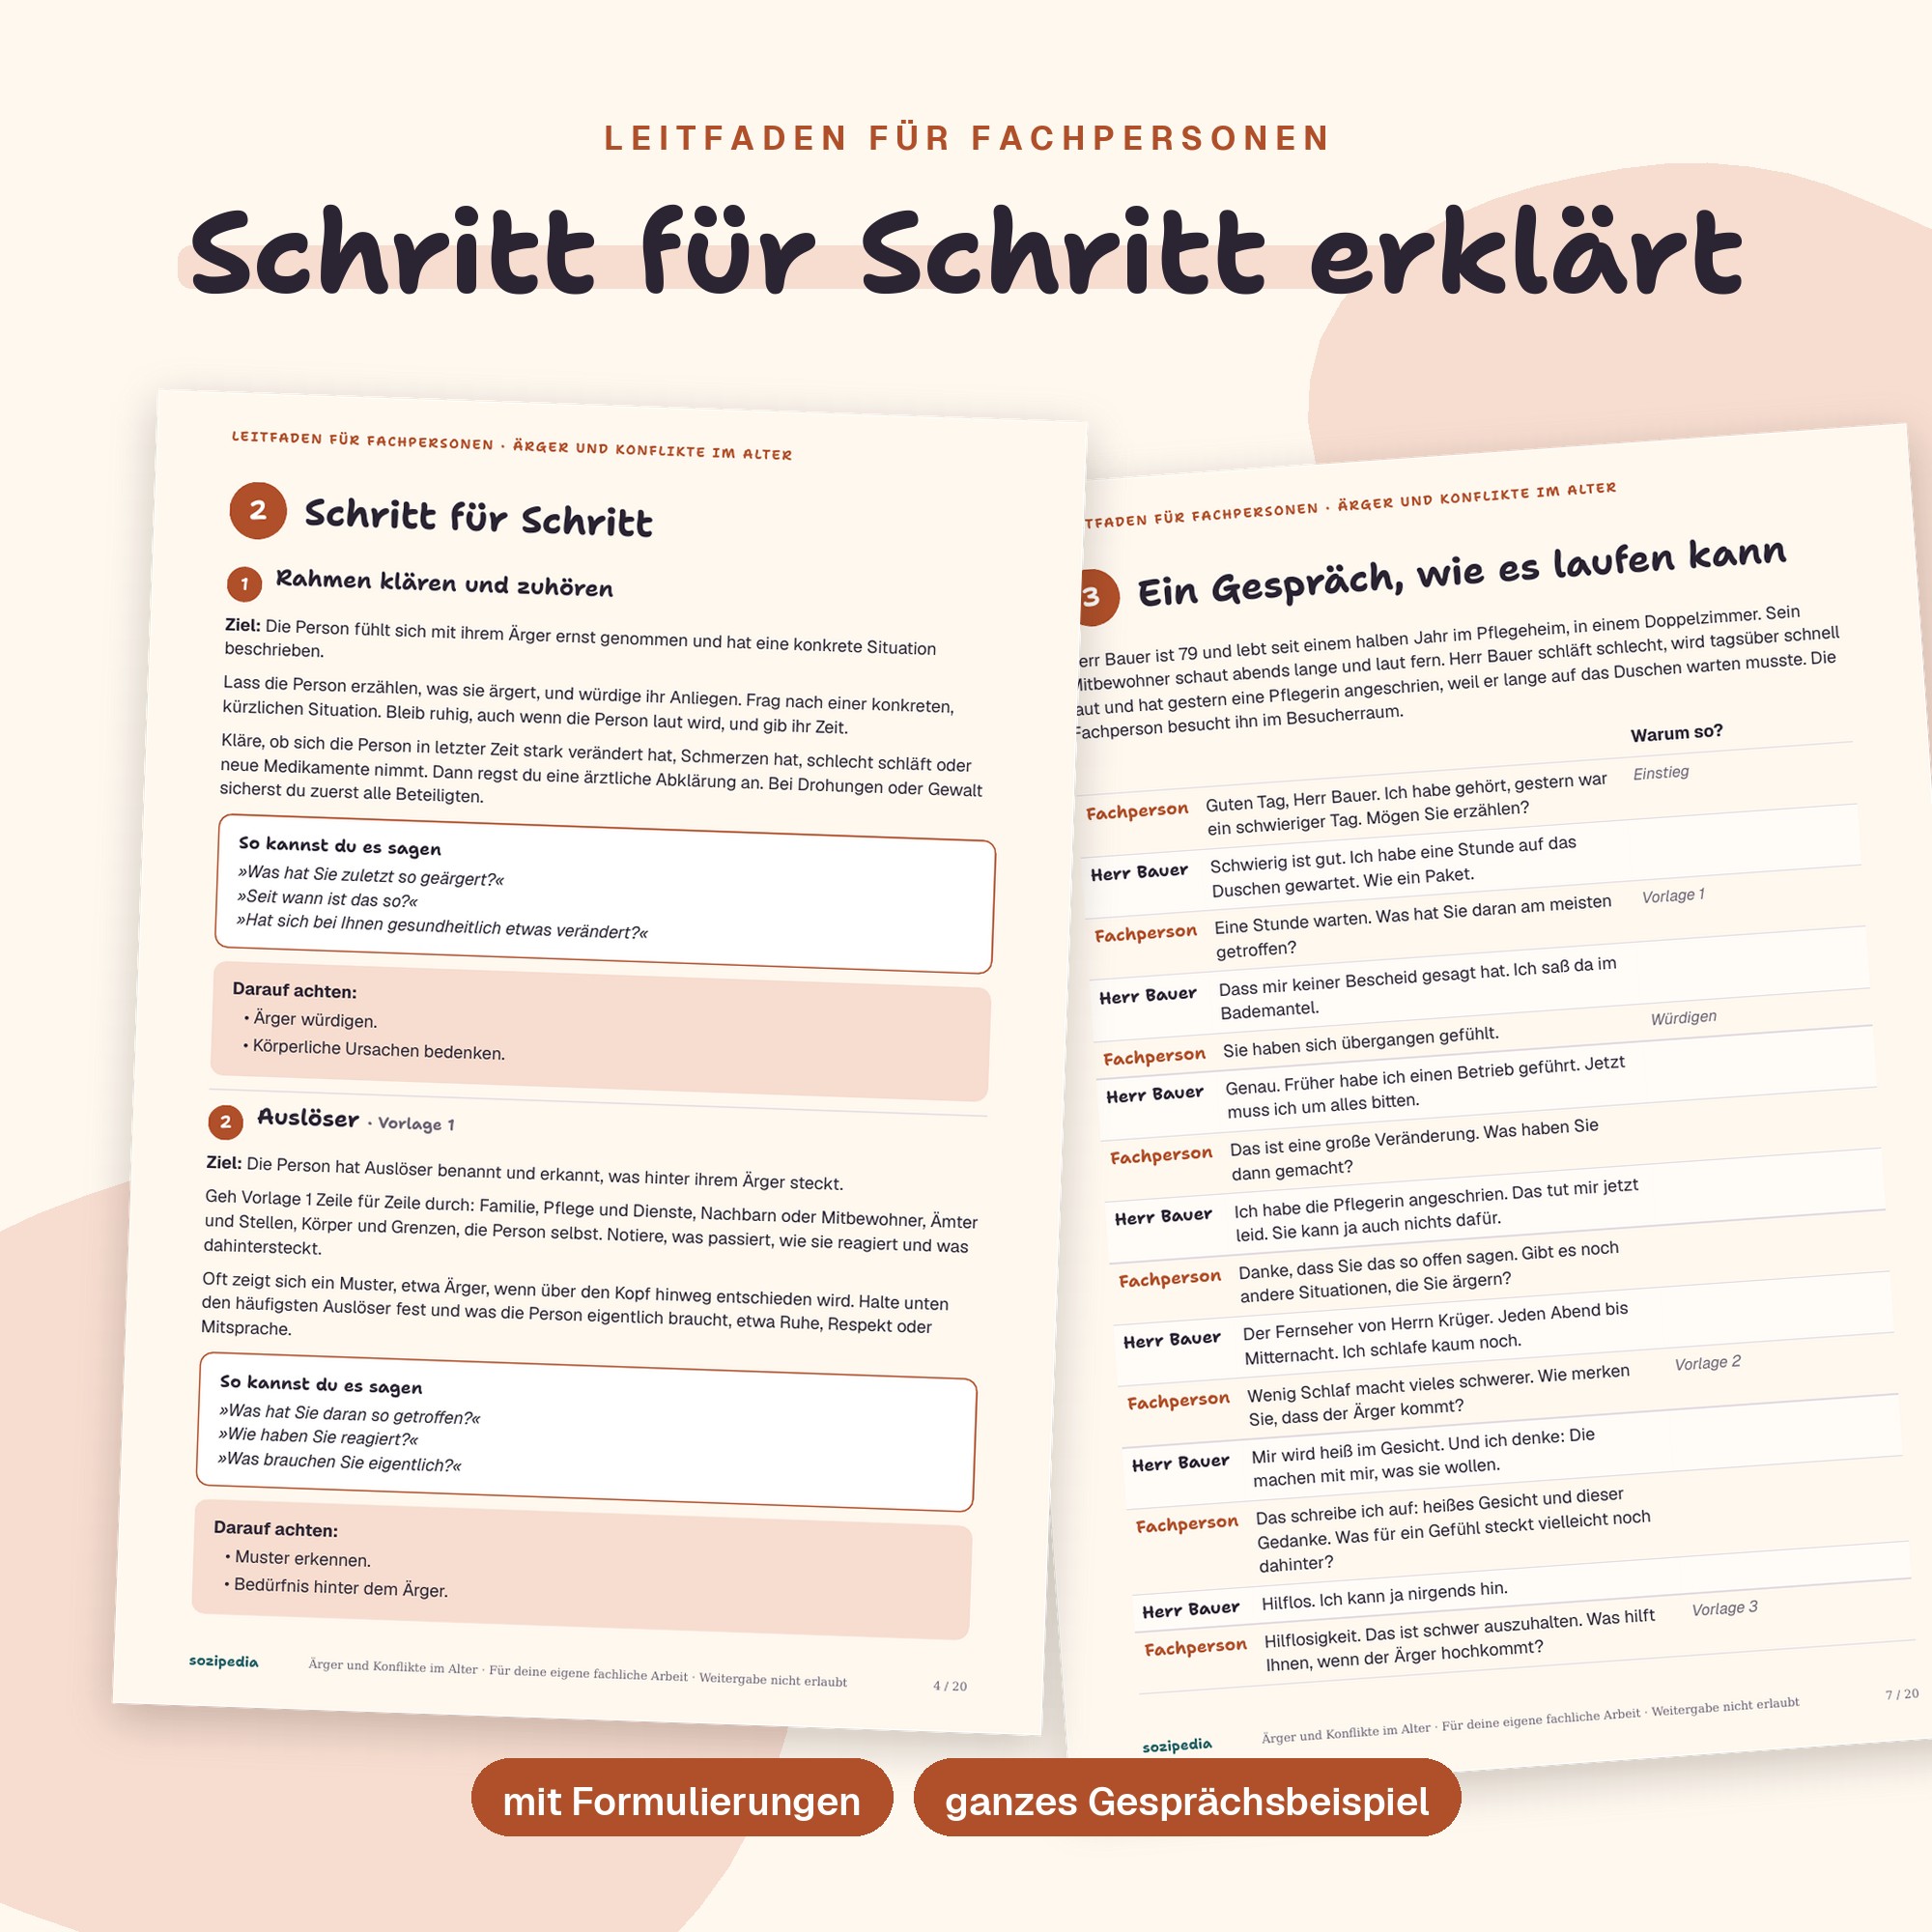 LEITFADEN FÜR FACHPERSONEN
Schritt für Schritt erklärt
LEITFADEN FÜR FACHPERSONEN · ÄRGER UND KONFLIKTE IM ALTER
2 Schritt für Schritt
1 Rahmen klären und zuhören
Ziel: Die Person fühlt sich mit ihrem Ärger ernst genommen und hat eine konkrete Situation
beschrieben.
Lass die Person erzählen, was sie ärgert, und würdige ihr Anliegen. Frag nach einer konkreten,
kürzlichen Situation. Bleib ruhig, auch wenn die Person laut wird, und gib ihr Zeit.
Kläre, ob sich die Person in letzter Zeit stark verändert hat, Schmerzen hat, schlecht schläft oder
neue Medikamente nimmt. Dann regst du eine ärztliche Abklärung an. Bei Drohungen oder Gewalt
sicherst du zuerst alle Beteiligten.
So kannst du es sagen
»Was hat Sie zuletzt so geärgert?«
»Seit wann ist das so?«
»Hat sich bei Ihnen gesundheitlich etwas verändert?«
Darauf achten:
• Ärger würdigen.
• Körperliche Ursachen bedenken.
2 Auslöser · Vorlage 1
Ziel: Die Person hat Auslöser benannt und erkannt, was hinter ihrem Ärger steckt.
Geh Vorlage 1 Zeile für Zeile durch: Familie, Pflege und Dienste, Nachbarn oder Mitbewohner, Ämter
und Stellen, Körper und Grenzen, die Person selbst. Notiere, was passiert, wie sie reagiert und was
dahintersteckt.
Oft zeigt sich ein Muster, etwa Ärger, wenn über den Kopf hinweg entschieden wird. Halte unten
den häufigsten Auslöser fest und was die Person eigentlich braucht, etwa Ruhe, Respekt oder
Mitsprache.
So kannst du es sagen
»Was hat Sie daran so getroffen?«
»Wie haben Sie reagiert?«
»Was brauchen Sie eigentlich?«
Darauf achten:
• Muster erkennen.
• Bedürfnis hinter dem Ärger.
sozipedia Ärger und Konflikte im Alter · Für deine eigene fachliche Arbeit · Weitergabe nicht erlaubt 4 / 20
TFADEN FÜR FACHPERSONEN · ÄRGER UND KONFLIKTE IM ALTER
3 Ein Gespräch, wie es laufen kann
err Bauer ist 79 und lebt seit einem halben Jahr im Pflegeheim, in einem Doppelzimmer. Sein
Mitbewohner schaut abends lange und laut fern. Herr Bauer schläft schlecht, wird tagsüber schnell
aut und hat gestern eine Pflegerin angeschrien, weil er lange auf das Duschen warten musste. Die
Fachperson besucht ihn im Besucherraum.
Warum so?
Fachperson Guten Tag, Herr Bauer. Ich habe gehört, gestern war Einstieg
ein schwieriger Tag. Mögen Sie erzählen?
Herr Bauer Schwierig ist gut. Ich habe eine Stunde auf das
Duschen gewartet. Wie ein Paket.
Fachperson Eine Stunde warten. Was hat Sie daran am meisten Vorlage 1
getroffen?
Herr Bauer Dass mir keiner Bescheid gesagt hat. Ich saß da im
Bademantel.
Fachperson Sie haben sich übergangen gefühlt. Würdigen
Herr Bauer Genau. Früher habe ich einen Betrieb geführt. Jetzt
muss ich um alles bitten.
Fachperson Das ist eine große Veränderung. Was haben Sie
dann gemacht?
Herr Bauer Ich habe die Pflegerin angeschrien. Das tut mir jetzt
leid. Sie kann ja auch nichts dafür.
Fachperson Danke, dass Sie das so offen sagen. Gibt es noch
andere Situationen, die Sie ärgern?
Herr Bauer Der Fernseher von Herrn Krüger. Jeden Abend bis
Mitternacht. Ich schlafe kaum noch.
Fachperson Wenig Schlaf macht vieles schwerer. Wie merken Vorlage 2
Sie, dass der Ärger kommt?
Herr Bauer Mir wird heiß im Gesicht. Und ich denke: Die
machen mit mir, was sie wollen.
Fachperson Das schreibe ich auf: heißes Gesicht und dieser
Gedanke. Was für ein Gefühl steckt vielleicht noch
dahinter?
Herr Bauer Hilflos. Ich kann ja nirgends hin.
Fachperson Hilflosigkeit. Das ist schwer auszuhalten. Was hilft Vorlage 3
Ihnen, wenn der Ärger hochkommt?
sozipedia Ärger und Konflikte im Alter · Für deine eigene fachliche Arbeit · Weitergabe nicht erlaubt 7 / 20
mit Formulierungen
ganzes Gesprächsbeispiel